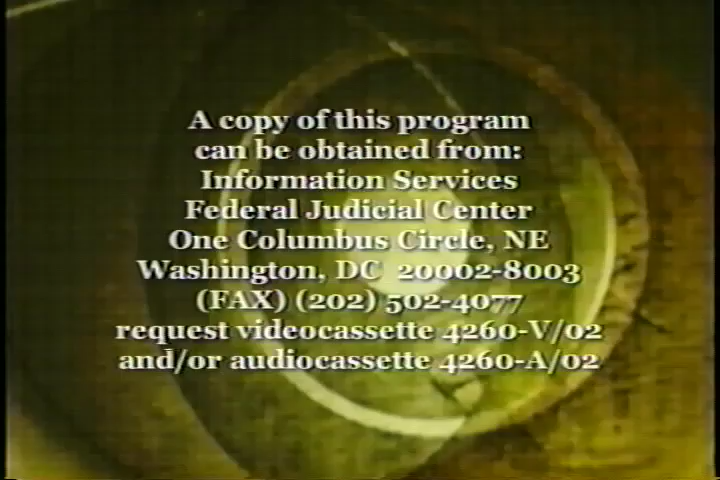 A copy of this program
can be obtained from:
Information Services
Federal Judicial Center
One Columbus Circle, NE
Washington, DC  20002-8003
(FAX) (202) 502-4077
request videocassette 4260-V/02
and/or audiocassette 4260-A/02